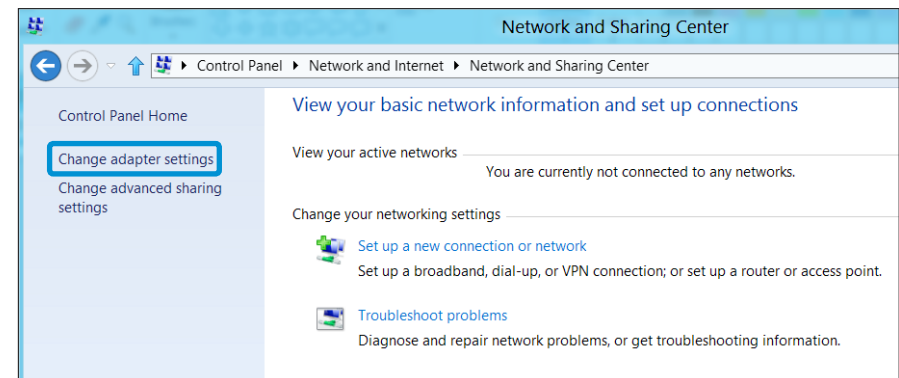 Network and Sharing Center
Control Panel Network and Internet Network and Sharing Center
Control Panel Home
Change adapter settings
Change advanced sharing
settings
View your basic network information and set up connections
View your active networks
You are currently not connected to any networks.
Change your networking settings
Set up a new connection or network
Set up a broadband, dial-up, or VPN connection; or set up a router or access point.
Troubleshoot problems
Diagnose and repair network problems, or get troubleshooting information.